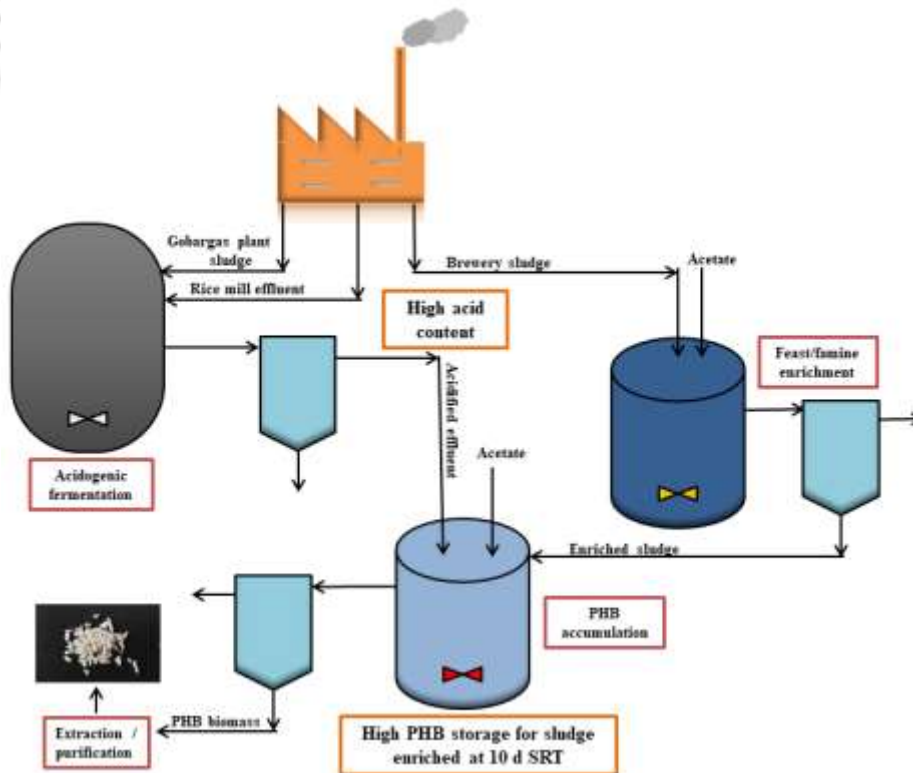 Gobargas plant
sludge
Rice mill effluent
Brewery sludge
Acetate
High acid
content
Feast/famine
enrichment
Acidified effluent
Acetate
Acidogenic
fermentation
Enriched sludge
PHB
accumulation
PHB biomass
Extraction /
purification
High PHB storage for sludge
enriched at 10 d SRT